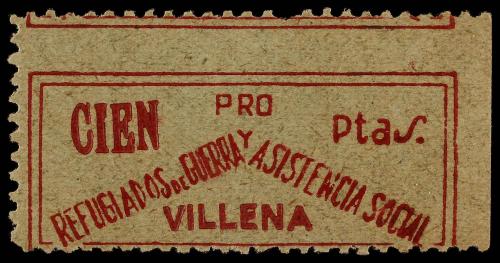 CIEN PRO Ptas.
REFUGIADOS DE GUERRA Y ASISTENCIA SOCIAL
VILLENA